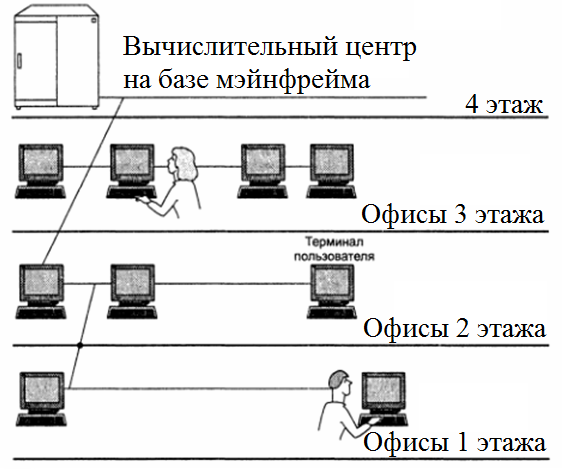 Вычислительный центр
на базе мэйнфрейма
4 этаж
Офисы 3 этажа
Терминал
пользователя
Офисы 2 этажа
Офисы 1 этажа